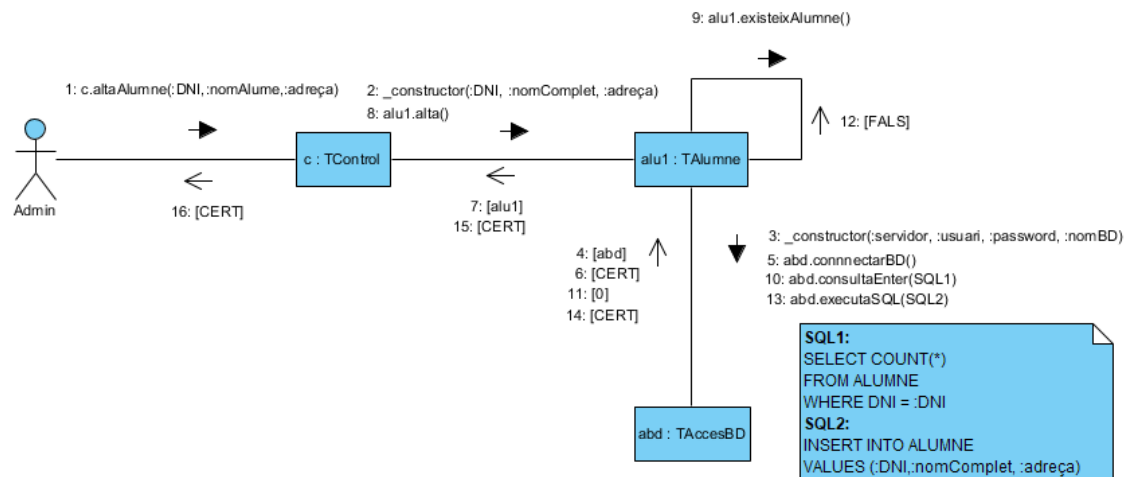 9: alu1.existeixAlumne()
1: c.altaAlumne(:DNI,:nomAlume,:adreça)
2: _constructor(:DNI, :nomComplet, :adreça)
8: alu1.alta()
12: [FALS]
c : TControl
alu1 : TAlumne
Admin
16: [CERT]
7: [alu1]
15: [CERT]
3: _constructor(:servidor, :usuari, :password, :nomBD)
4: [abd]
5: abd.connnectarBD()
6: [CERT]
10: abd.consultaEnter(SQL1)
11: [0]
13: abd.executaSQL(SQL2)
14: [CERT]
SQL1:
SELECT COUNT(*)
FROM ALUMNE
WHERE DNI = :DNI
SQL2:
INSERT INTO ALUMNE
VALUES (:DNI,:nomComplet, :adreça)
abd : TAccesBD